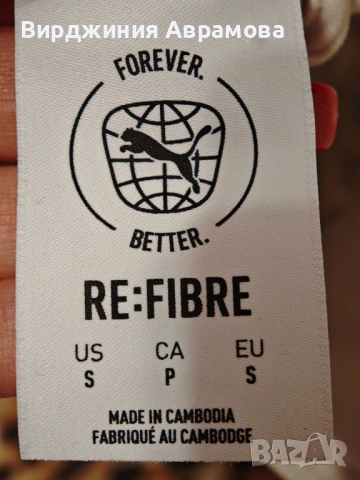 Вирджиния Аврамова
FOREVER.
BETTER.
RE:FIBRE
US CA EU
S P S
MADE IN CAMBODIA
FABRIQUÉ AU CAMBODGE
BAZAR